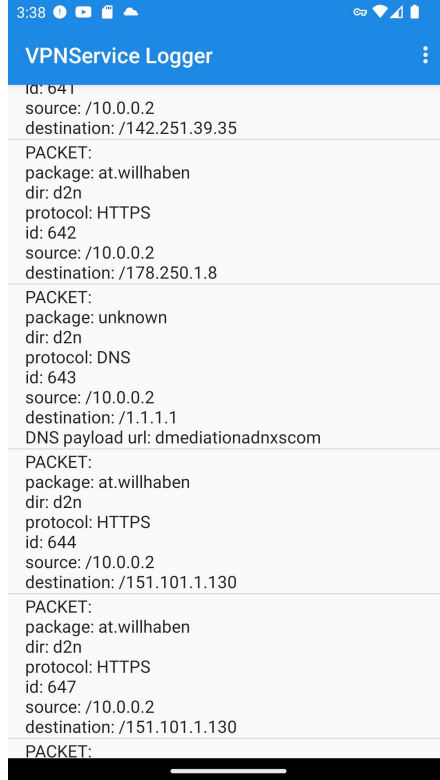 3:38
VPNService Logger
id: 641
source: /10.0.0.2
destination: /142.251.39.35
PACKET:
package: at.willhaben
dir: d2n
protocol: HTTPS
id: 642
source: /10.0.0.2
destination: /178.250.1.8
PACKET:
package: unknown
dir: d2n
protocol: DNS
id: 643
source: /10.0.0.2
destination: /1.1.1.1
DNS payload url: dmediationadnxscom
PACKET:
package: at.willhaben
dir: d2n
protocol: HTTPS
id: 644
source: /10.0.0.2
destination: /151.101.1.130
PACKET:
package: at.willhaben
dir: d2n
protocol: HTTPS
id: 647
source: /10.0.0.2
destination: /151.101.1.130
PACKET: